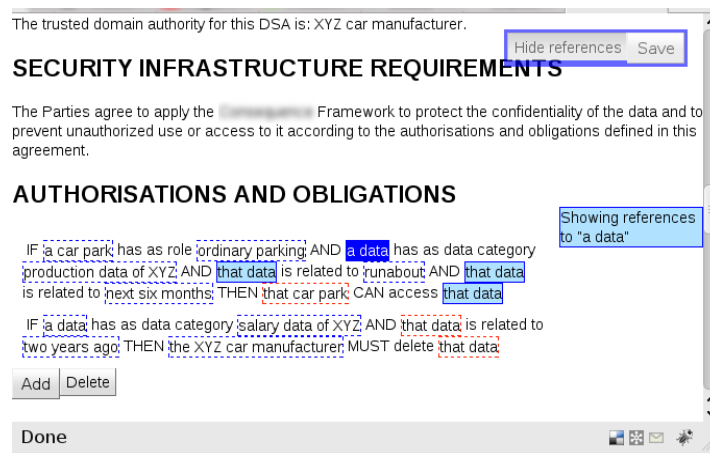 The trusted domain authority for this DSA is: XYZ car manufacturer.
Hide references Save
SECURITY INFRASTRUCTURE REQUIREMENTS
The Parties agree to apply the Framework to protect the confidentiality of the data and to
prevent unauthorized use or access to it according to the authorisations and obligations defined in this
agreement.
AUTHORISATIONS AND OBLIGATIONS
Showing references
to "a data"
IF a car park has as role ordinary parking AND a data has as data category
production data of XYZ AND that data is related to runabout AND that data
is related to next six months THEN that car park CAN access that data
IF a data has as data category salary data of XYZ AND that data is related to
two years ago THEN the XYZ car manufacturer MUST delete that data
Add Delete
Done